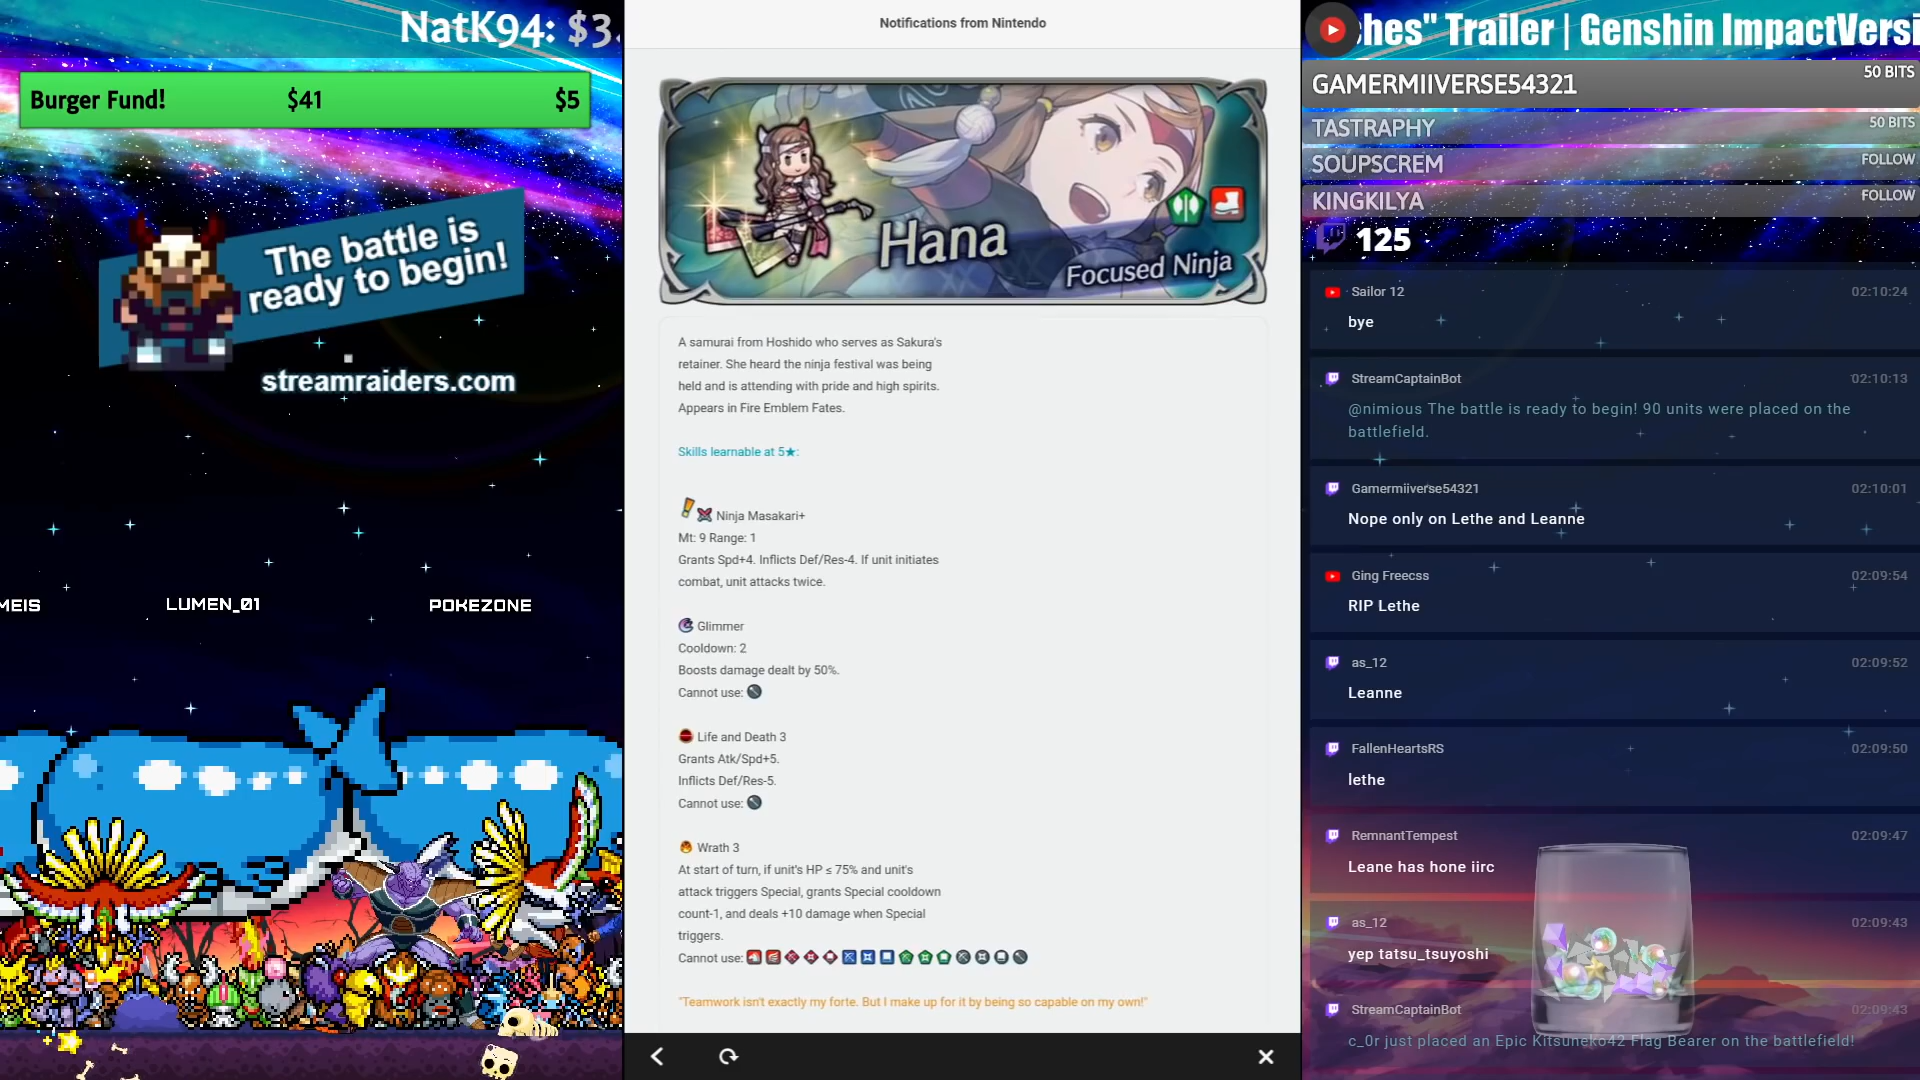 NatK94: $3
Burger Fund! $41 $5
The battle is
ready to begin!
streamraiders.com
MEIS LUMEN_01 POKEZONE
Notifications from Nintendo
Hana
Focused Ninja
A samurai from Hoshido who serves as Sakura's
retainer. She heard the ninja festival was being
held and is attending with pride and high spirits.
Appears in Fire Emblem Fates.
Skills learnable at 5★:
Ninja Masakari+
Mt: 9 Range: 1
Grants Spd+4. Inflicts Def/Res-4. If unit initiates
combat, unit attacks twice.
Glimmer
Cooldown: 2
Boosts damage dealt by 50%.
Cannot use:
Life and Death 3
Grants Atk/Spd+5.
Inflicts Def/Res-5.
Cannot use:
Wrath 3
At start of turn, if unit's HP ≤ 75% and unit's
attack triggers Special, grants Special cooldown
count-1, and deals +10 damage when Special
triggers.
Cannot use:
"Teamwork isn't exactly my forte. But I make up for it by being so capable on my own!"
ches" Trailer | Genshin ImpactVersi
GAMERMIIVERSE54321 50 BITS
TASTRAPHY 50 BITS
SOUPSCREM FOLLOW
KINGKILYA FOLLOW
125
Sailor 12 02:10:24
bye
StreamCaptainBot 02:10:13
@nimious The battle is ready to begin! 90 units were placed on the
battlefield.
Gamermiiverse54321 02:10:01
Nope only on Lethe and Leanne
Ging Freecss 02:09:54
RIP Lethe
as_12 02:09:52
Leanne
FallenHeartsRS 02:09:50
lethe
RemnantTempest 02:09:47
Leane has hone iirc
as_12 02:09:43
yep tatsu_tsuyoshi
StreamCaptainBot 02:09:43
c_0r just placed an Epic Kitsuneko42 Flag Bearer on the battlefield!